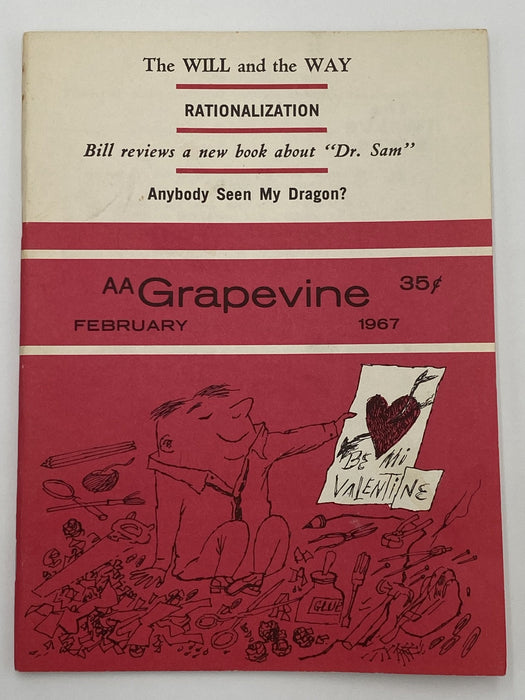 The WILL and the WAY
RATIONALIZATION
Bill reviews a new book about "Dr. Sam"
Anybody Seen My Dragon?
AA Grapevine 35¢
FEBRUARY 1967
BE Mi
VALENTiNE
GLUE